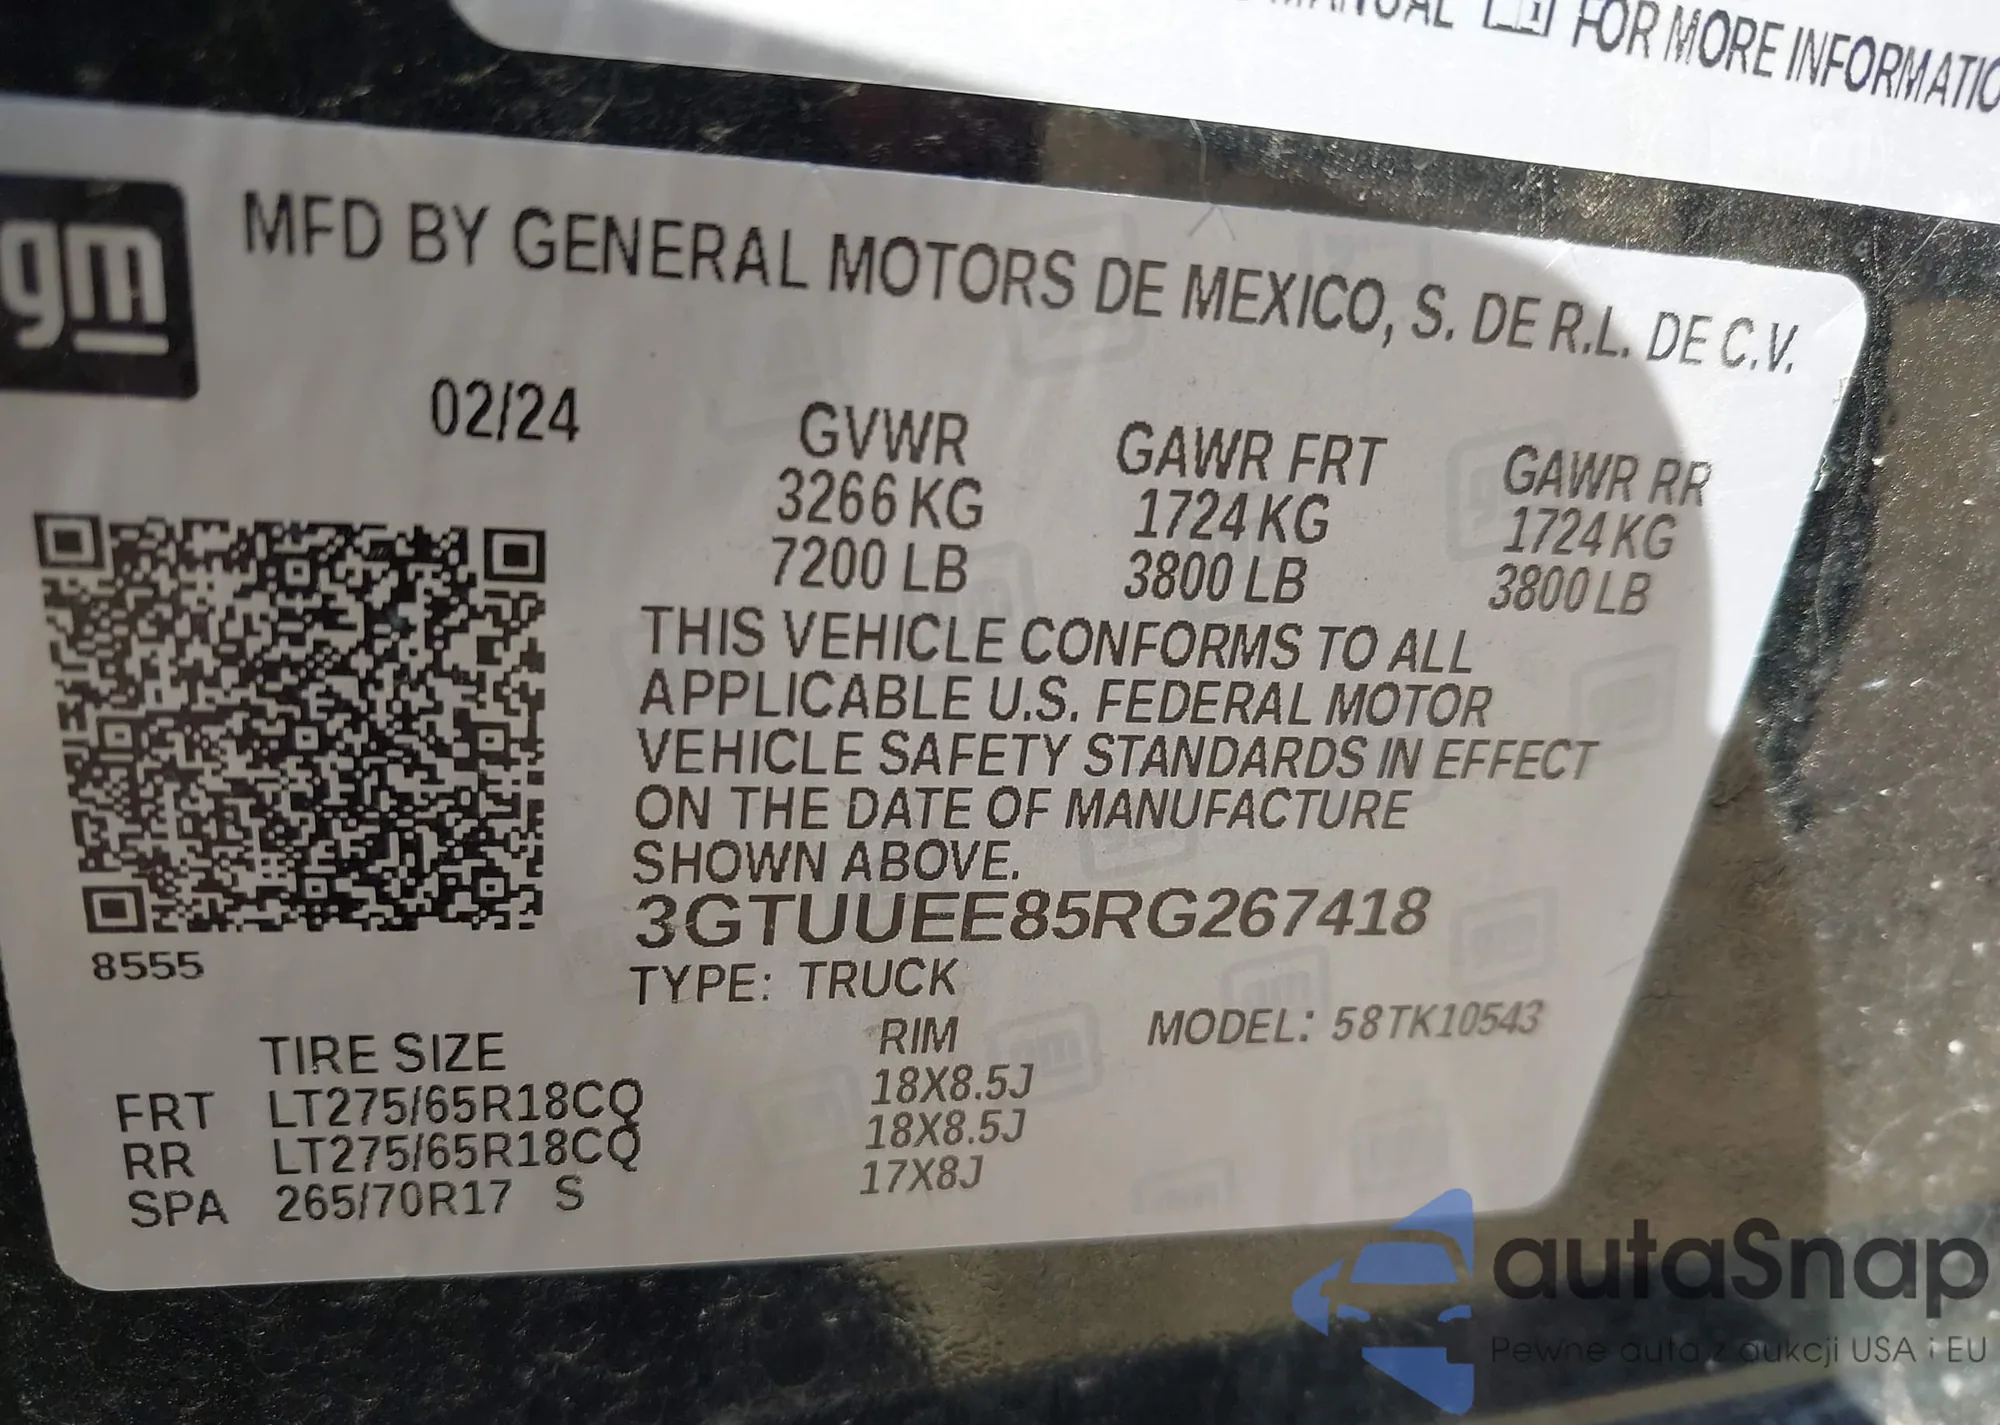 MANUAL FOR MORE INFORMATIO
gm
MFD BY GENERAL MOTORS DE MEXICO, S. DE R.L. DE C.V.
02/24
GVWR GAWR FRT GAWR RR
3266 KG 1724 KG 1724 KG
7200 LB 3800 LB 3800 LB
THIS VEHICLE CONFORMS TO ALL
APPLICABLE U.S. FEDERAL MOTOR
VEHICLE SAFETY STANDARDS IN EFFECT
ON THE DATE OF MANUFACTURE
SHOWN ABOVE.
3GTUUEE85RG267418
8555
TYPE: TRUCK
MODEL: 58TK10543
TIRE SIZE RIM
FRT LT275/65R18CQ 18X8.5J
RR LT275/65R18CQ 18X8.5J
SPA 265/70R17 S 17X8J
autaSnap
Pewne auta z aukcji USA i EU